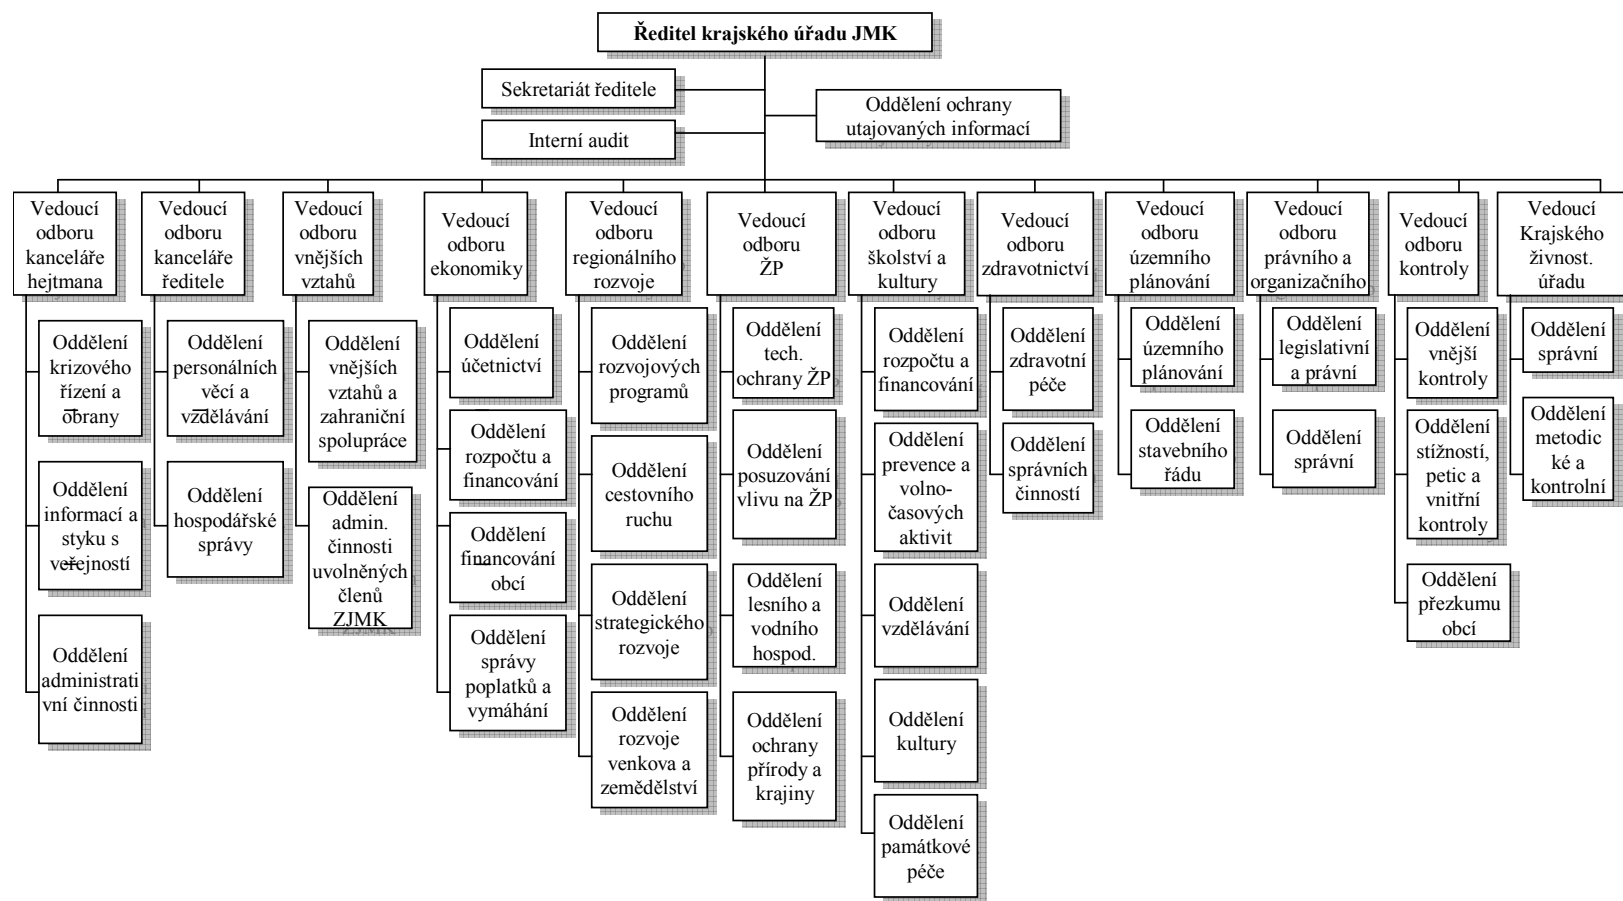 Ředitel krajského úřadu JMK
Sekretariát ředitele
Oddělení ochrany
utajovaných informací
Interní audit
Vedoucí
odboru
kanceláře
hejtmana
Vedoucí
odboru
kanceláře
ředitele
Vedoucí
odboru
vnějších
vztahů
Vedoucí
odboru
ekonomiky
Vedoucí
odboru
regionálního
rozvoje
Vedoucí
odboru
ŽP
Vedoucí
odboru
školství a
kultury
Vedoucí
odboru
zdravotnictví
Vedoucí
odboru
územního
plánování
Vedoucí
odboru
právního a
organizačního
Vedoucí
odboru
kontroly
Vedoucí
Krajského
živnost.
úřadu
Oddělení
krizového
řízení a
obrany
Oddělení
informací a
styku s
veřejností
Oddělení
administrati
vní činnosti
Oddělení
personálních
věcí a
vzdělávání
Oddělení
hospodářské
správy
Oddělení
vnějších
vztahů a
zahraniční
spolupráce
Oddělení
admin.
činnosti
uvolněných
členů
ZJMK
Oddělení
účetnictví
Oddělení
rozpočtu a
financování
Oddělení
financování
obcí
Oddělení
správy
poplatků a
vymáhání
Oddělení
rozvojových
programů
Oddělení
cestovního
ruchu
Oddělení
strategického
rozvoje
Oddělení
rozvoje
venkova a
zemědělství
Oddělení
tech.
ochrany ŽP
Oddělení
posuzování
vlivu na ŽP
Oddělení
lesního a
vodního
hospod.
Oddělení
ochrany
přírody a
krajiny
Oddělení
rozpočtu a
financování
Oddělení
prevence a
volno-
časových
aktivit
Oddělení
vzdělávání
Oddělení
kultury
Oddělení
památkové
péče
Oddělení
zdravotní
péče
Oddělení
správních
činností
Oddělení
územního
plánování
Oddělení
stavebního
řádu
Oddělení
legislativní
a právní
Oddělení
správní
Oddělení
vnější
kontroly
Oddělení
stížností,
petic a
vnitřní
kontroly
Oddělení
přezkumu
obcí
Oddělení
správní
Oddělení
metodic
ké a
kontrolní